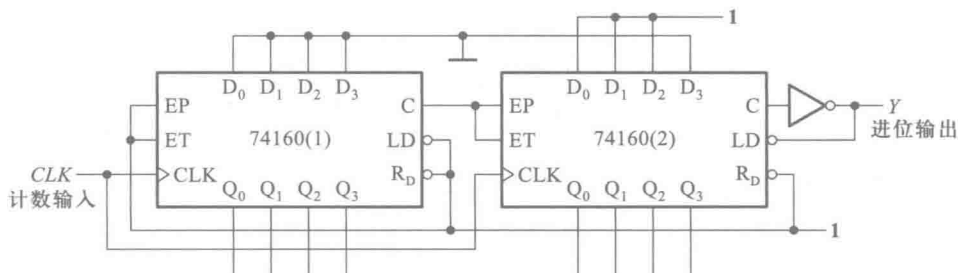 1
D0 D1 D2 D3
D0 D1 D2 D3
EP
C
EP
C
Y
进位输出
ET
74160(1)
LD
ET
74160(2)
LD
CLK
计数输入
CLK
RD
CLK
RD
Q0 Q1 Q2 Q3
Q0 Q1 Q2 Q3
1